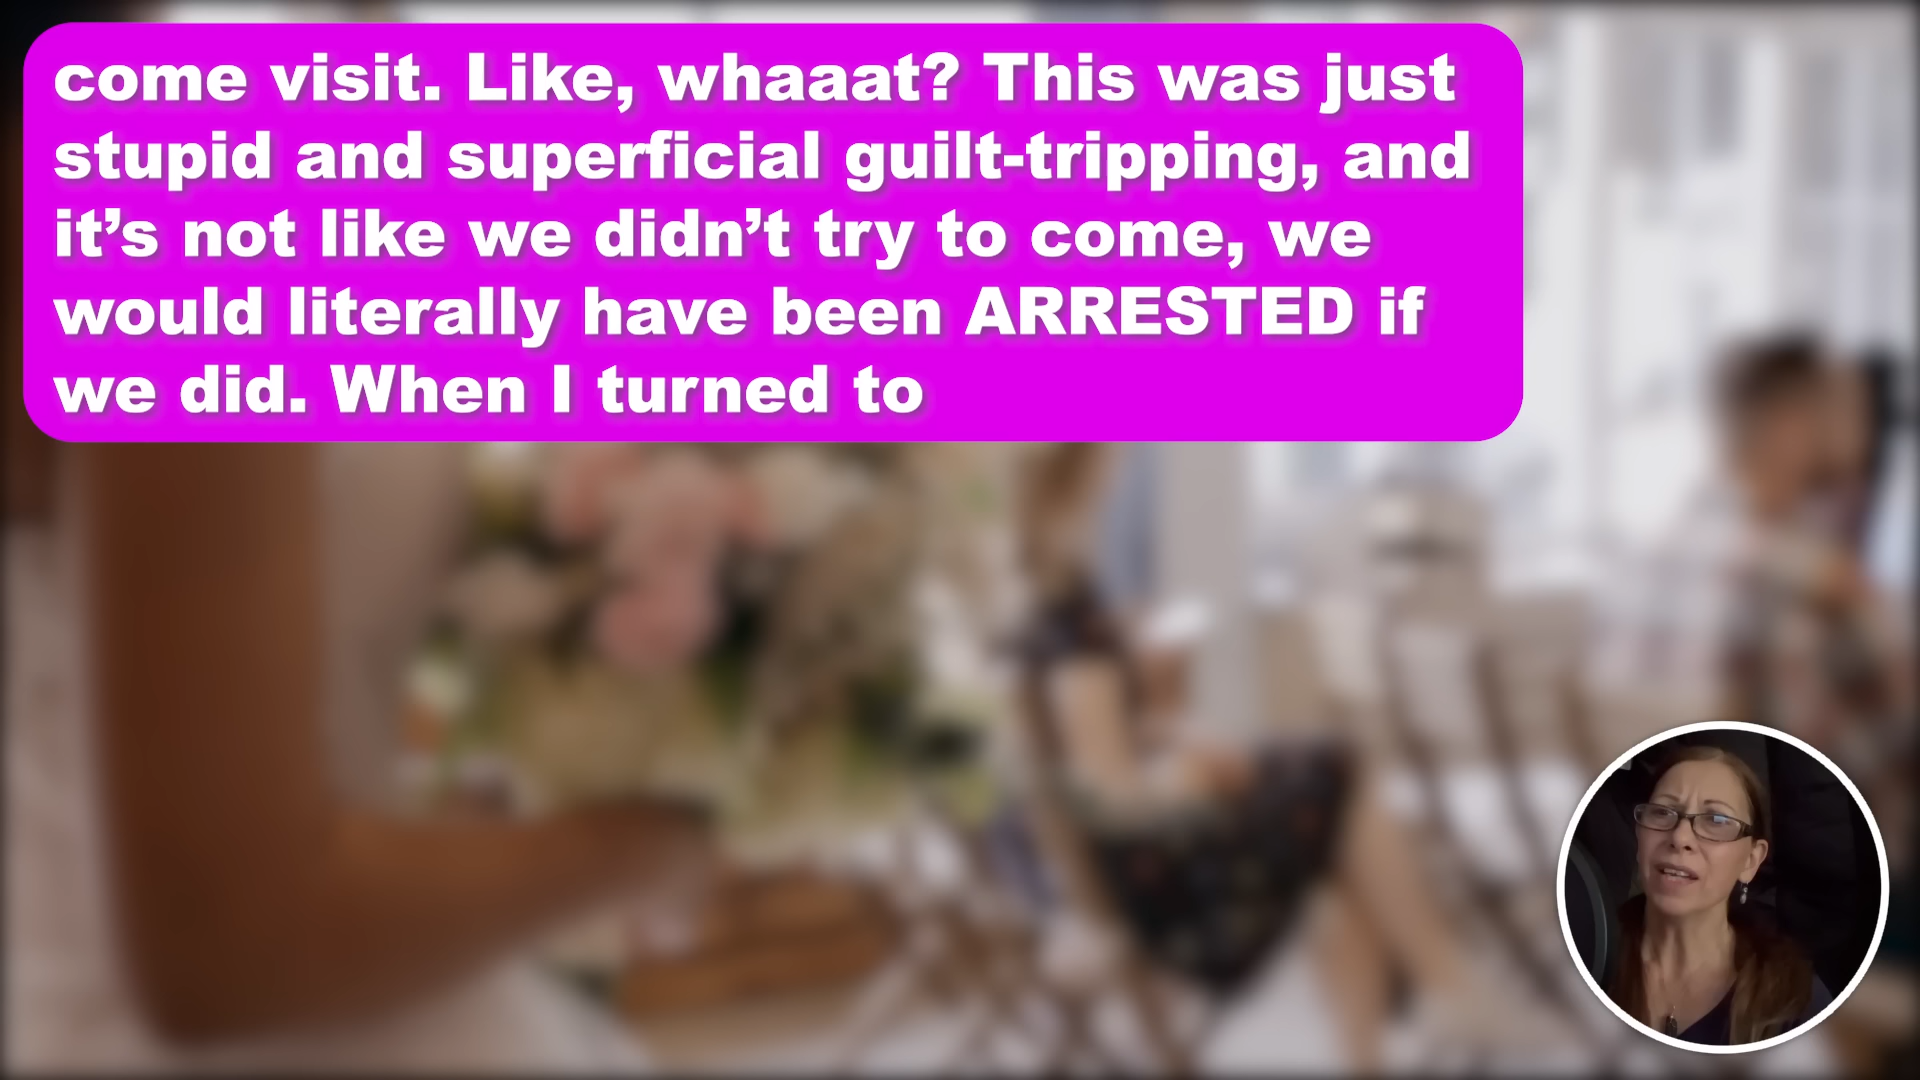 come visit. Like, whaaat? This was just
stupid and superficial guilt-tripping, and
it’s not like we didn’t try to come, we
would literally have been ARRESTED if
we did. When I turned to